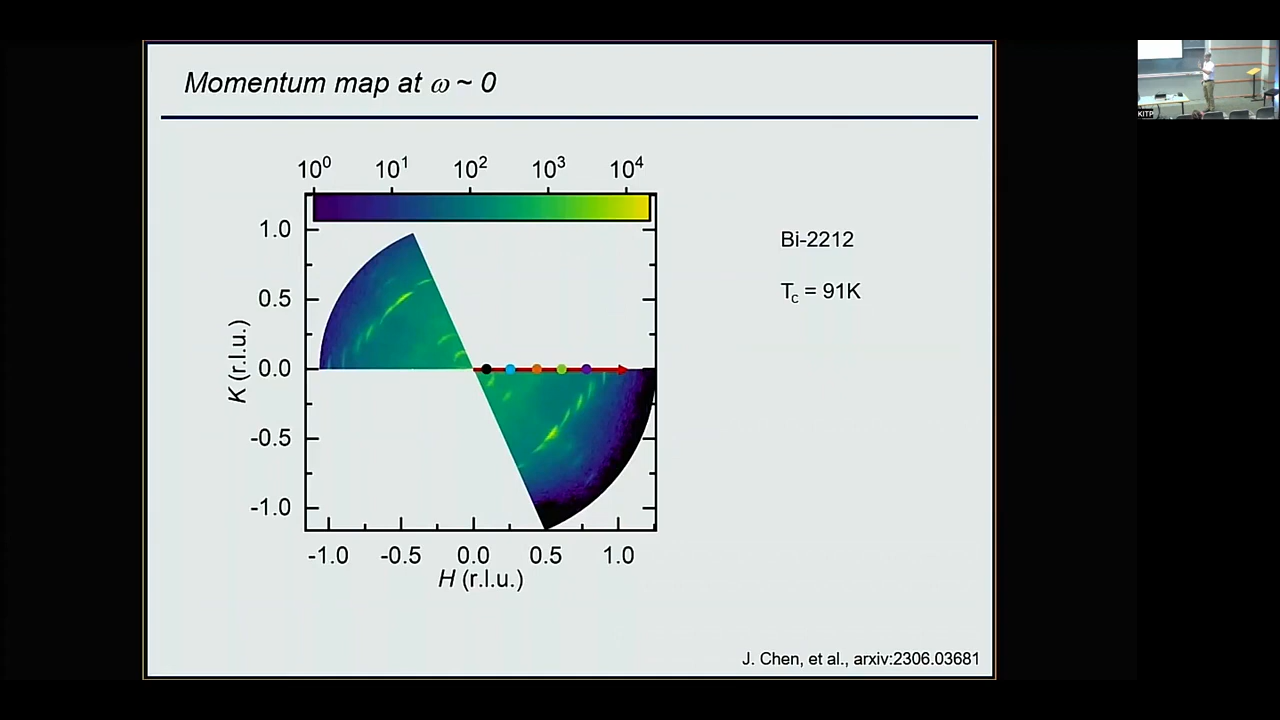 Momentum map at ω ~ 0
10⁰ 10¹ 10² 10³ 10⁴
1.0
0.5
0.0
-0.5
-1.0
K (r.l.u.)
-1.0 -0.5 0.0 0.5 1.0
H (r.l.u.)
Bi-2212
Tc = 91K
J. Chen, et al., arxiv:2306.03681
KITP